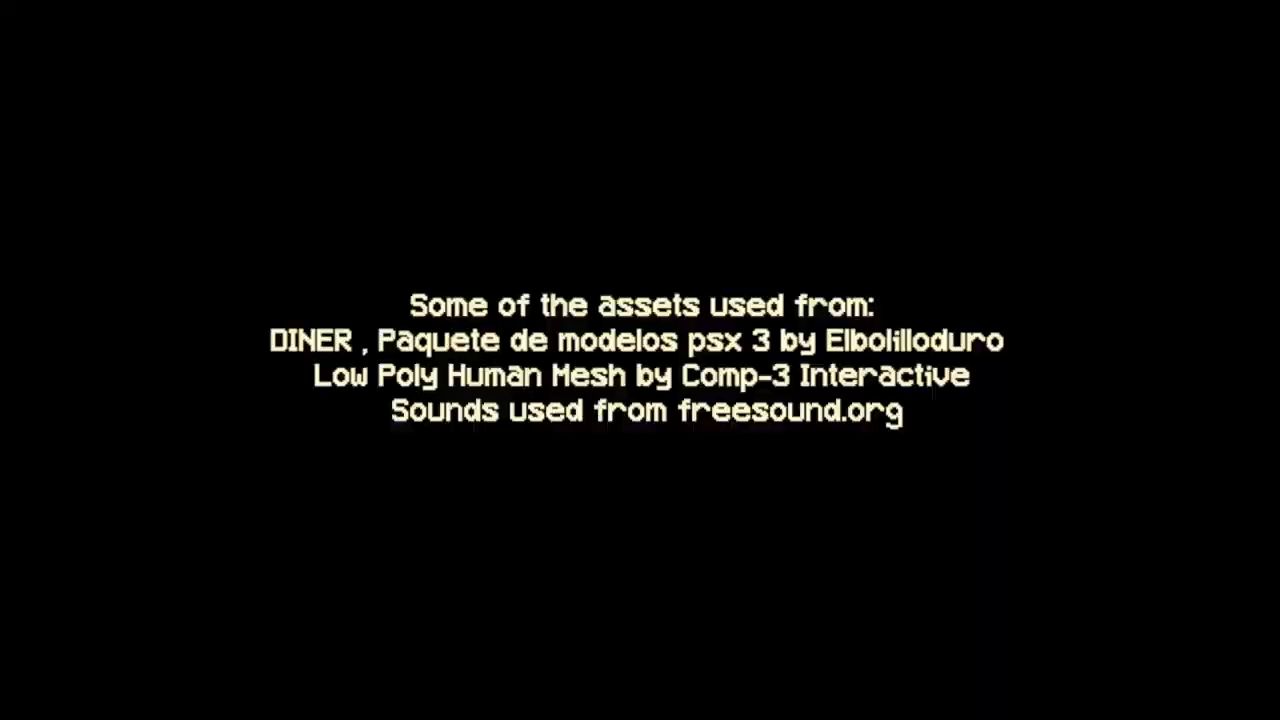 Some of the assets used from:
DINER , Paquete de modelos psx 3 by Elbolilloduro
Low Poly Human Mesh by Comp-3 Interactive
Sounds used from freesound.org